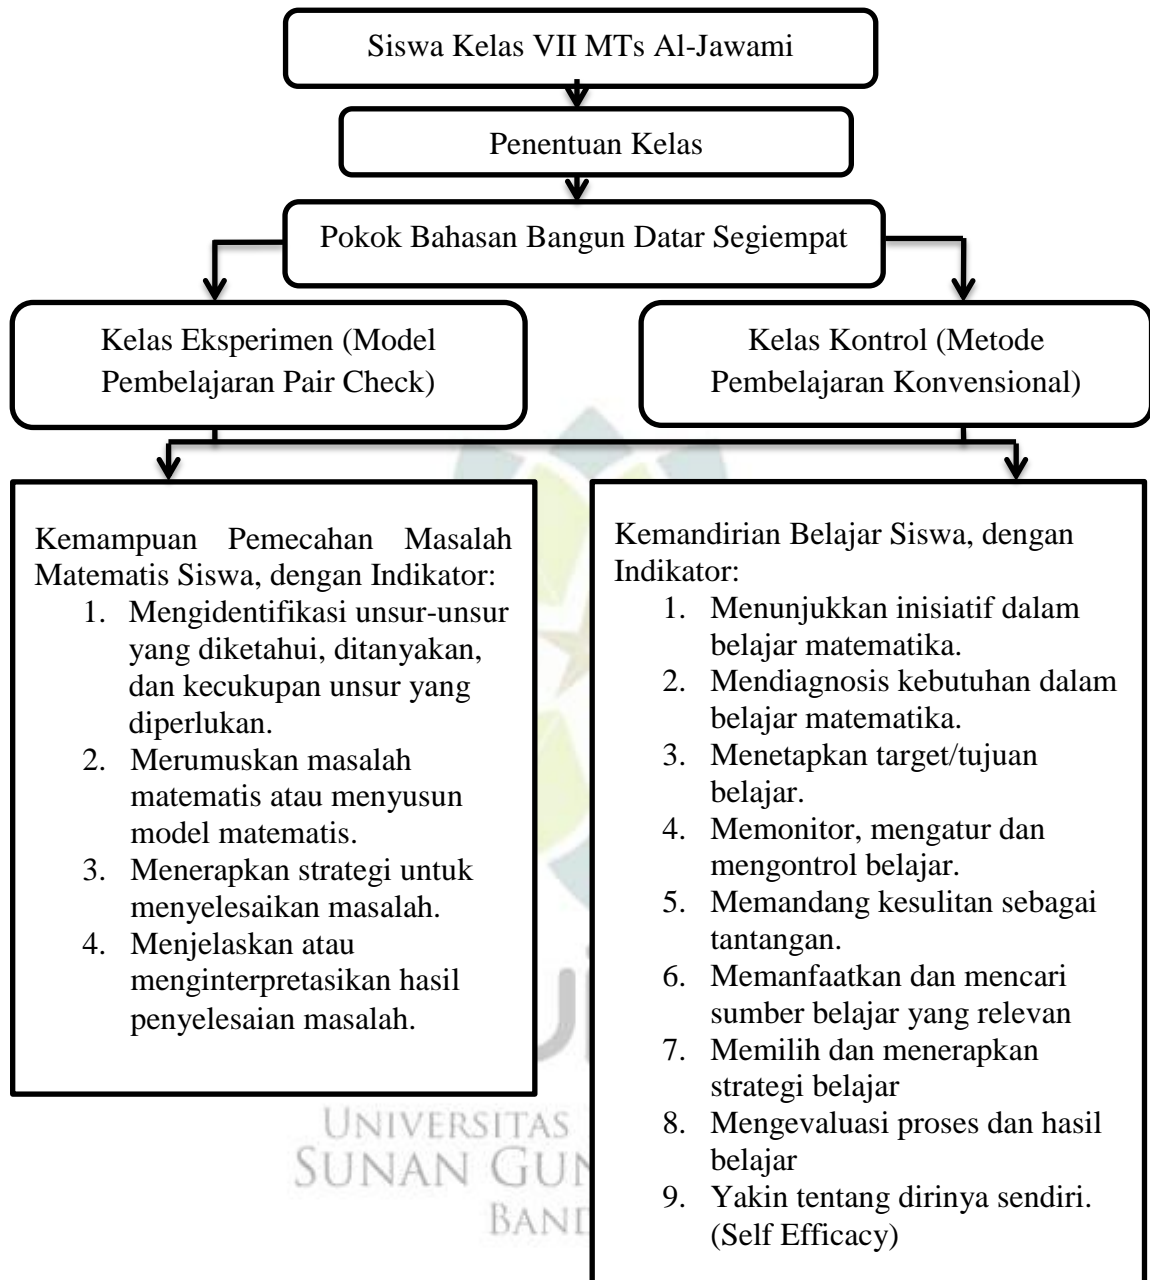 Siswa Kelas VII MTs Al-Jawami
Penentuan Kelas
Pokok Bahasan Bangun Datar Segiempat
Kelas Eksperimen (Model
Pembelajaran Pair Check)
Kelas Kontrol (Metode
Pembelajaran Konvensional)
Kemampuan Pemecahan Masalah
Matematis Siswa, dengan Indikator:
1. Mengidentifikasi unsur-unsur
yang diketahui, ditanyakan,
dan kecukupan unsur yang
diperlukan.
2. Merumuskan masalah
matematis atau menyusun
model matematis.
3. Menerapkan strategi untuk
menyelesaikan masalah.
4. Menjelaskan atau
menginterpretasikan hasil
penyelesaian masalah.
Kemandirian Belajar Siswa, dengan
Indikator:
1. Menunjukkan inisiatif dalam
belajar matematika.
2. Mendiagnosis kebutuhan dalam
belajar matematika.
3. Menetapkan target/tujuan
belajar.
4. Memonitor, mengatur dan
mengontrol belajar.
5. Memandang kesulitan sebagai
tantangan.
6. Memanfaatkan dan mencari
sumber belajar yang relevan
7. Memilih dan menerapkan
strategi belajar
8. Mengevaluasi proses dan hasil
belajar
9. Yakin tentang dirinya sendiri.
(Self Efficacy)
UNIVERSITAS
SUNAN GUN
BAND